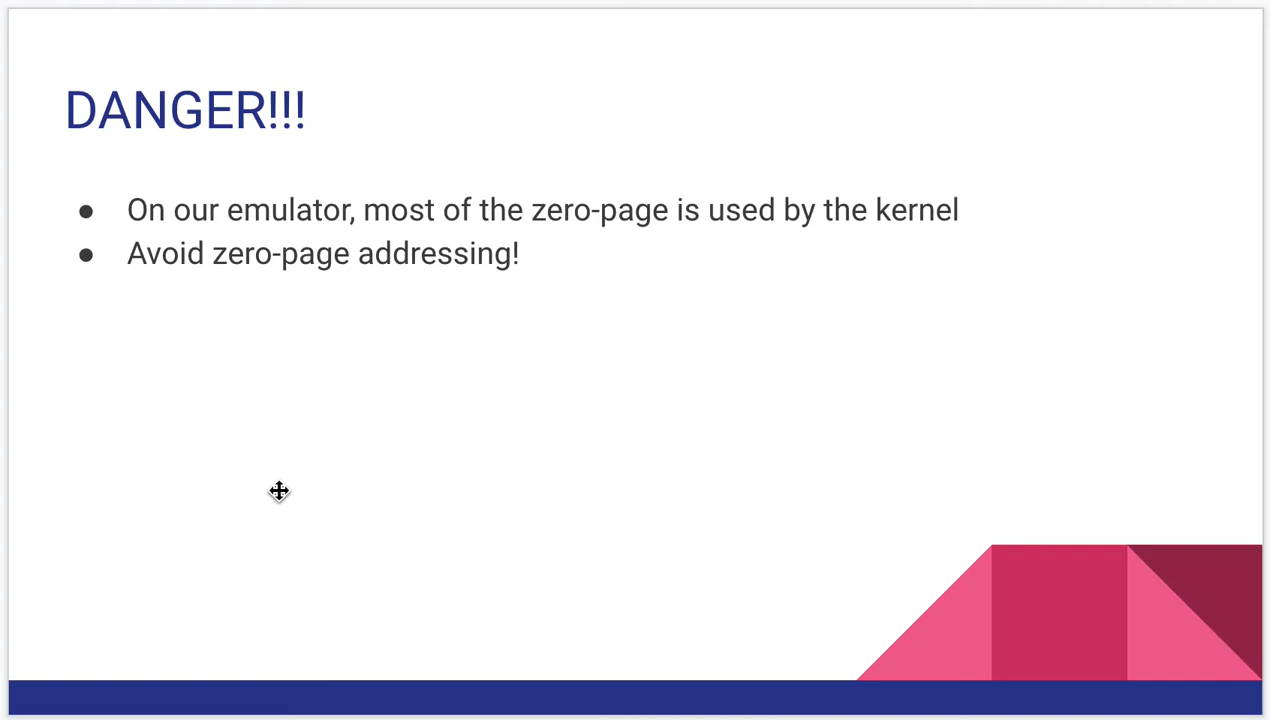 DANGER!!!
● On our emulator, most of the zero-page is used by the kernel
● Avoid zero-page addressing!